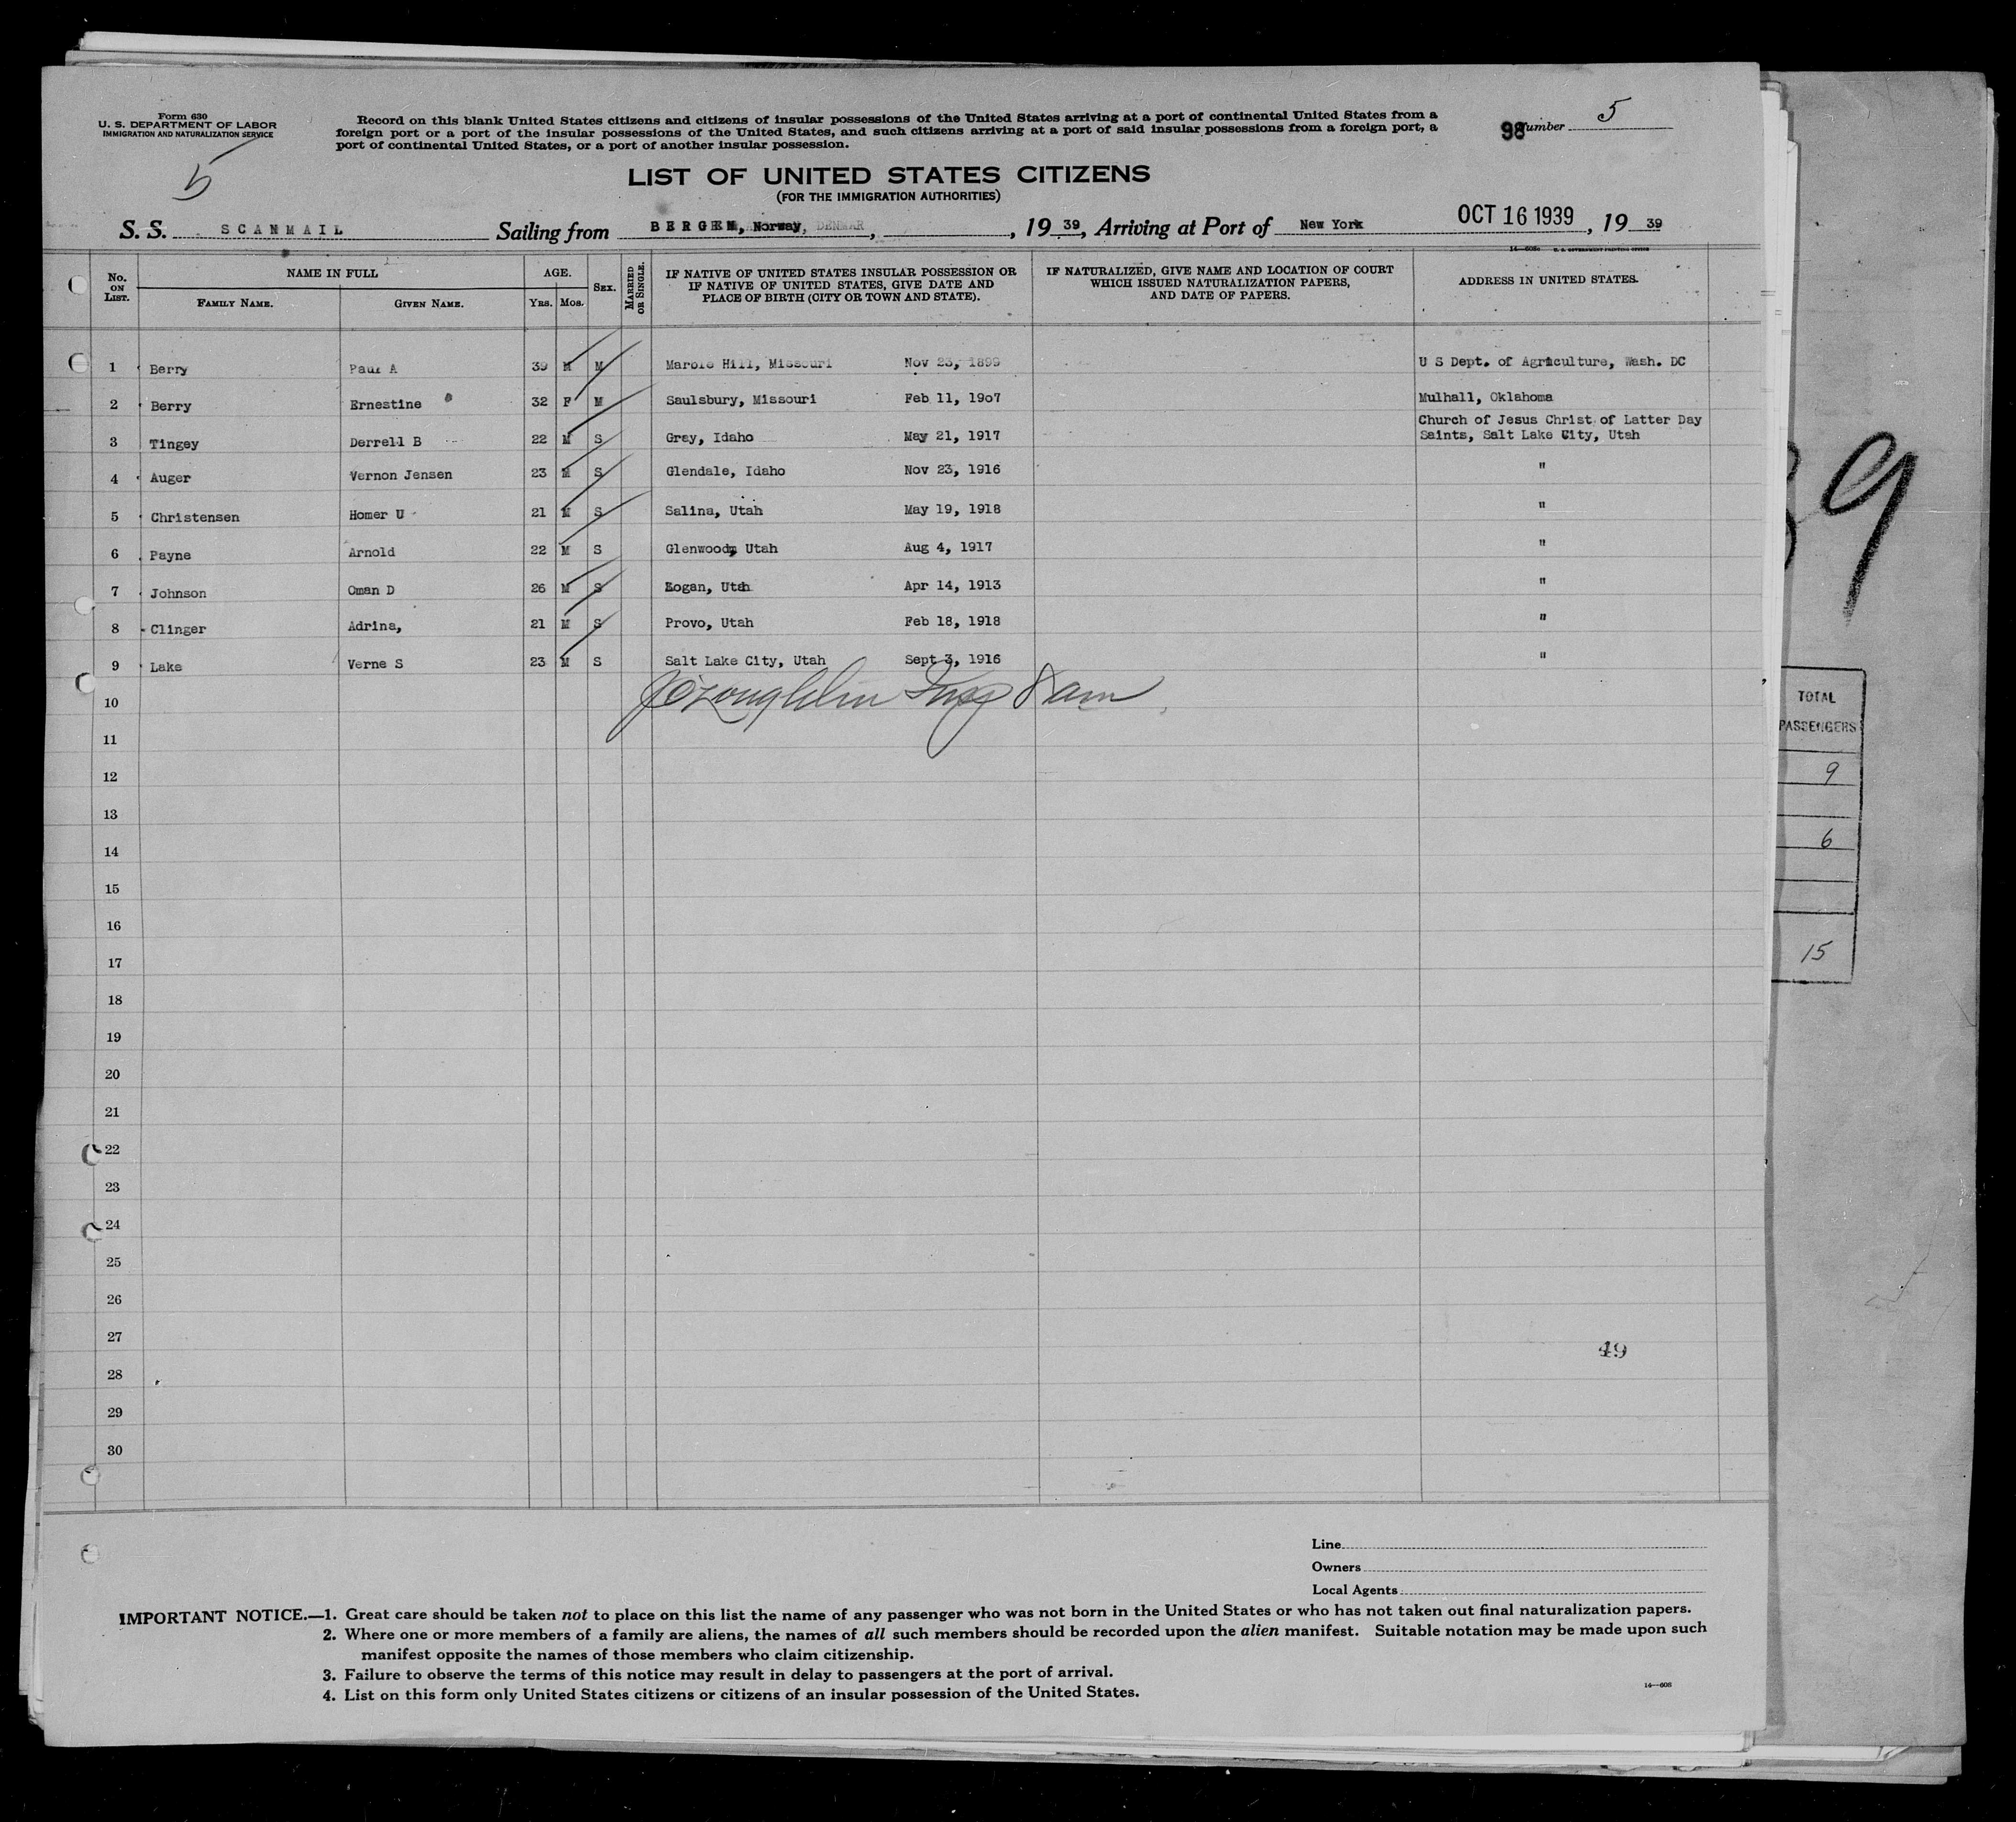 Form 630
U. S. DEPARTMENT OF LABOR
IMMIGRATION AND NATURALIZATION SERVICE
5
Record on this blank United States citizens and citizens of insular possessions of the United States arriving at a port of continental United States from a
foreign port or a port of the insular possessions of the United States, and such citizens arriving at a port of said insular possessions from a foreign port, a
port of continental United States, or a port of another insular possession.
98umber 5
LIST OF UNITED STATES CITIZENS
(FOR THE IMMIGRATION AUTHORITIES)
S. S. SCANMAIL Sailing from BERGEN, Norway, DENMAR, 19 39, Arriving at Port of New York OCT 16 1939, 19 39
No. ON LIST. NAME IN FULL AGE. SEX. MARRIED OR SINGLE. IF NATIVE OF UNITED STATES INSULAR POSSESSION OR IF NATIVE OF UNITED STATES, GIVE DATE AND PLACE OF BIRTH (CITY OR TOWN AND STATE). IF NATURALIZED, GIVE NAME AND LOCATION OF COURT WHICH ISSUED NATURALIZATION PAPERS, AND DATE OF PAPERS. ADDRESS IN UNITED STATES.
FAMILY NAME. GIVEN NAME. YRS. MOS.
1 Berry Paul A 39 M M Marble Hill, Missouri Nov 23, 1899 U S Dept. of Agriculture, Wash. DC
2 Berry Ernestine 32 F M Saulsbury, Missouri Feb 11, 19o7 Mulhall, Oklahoma
3 Tingey Derrell B 22 M S Gray, Idaho May 21, 1917 Church of Jesus Christ of Latter Day
Saints, Salt Lake City, Utah
4 Auger Vernon Jensen 23 M S Glendale, Idaho Nov 23, 1916 "
5 Christensen Homer U 21 M S Salina, Utah May 19, 1918 "
6 Payne Arnold 22 M S Glenwood, Utah Aug 4, 1917 "
7 Johnson Oman D 26 M S Logan, Utah Apr 14, 1913 "
8 Clinger Adrina, 21 M S Provo, Utah Feb 18, 1918 "
9 Lake Verne S 23 M S Salt Lake City, Utah Sept 3, 1916 "
10
11
12
13
14
15
16
17
18
19
20
21
22
23
24
25
26
27
49
28
29
30
Line
Owners
Local Agents
IMPORTANT NOTICE.—1. Great care should be taken not to place on this list the name of any passenger who was not born in the United States or who has not taken out final naturalization papers.
2. Where one or more members of a family are aliens, the names of all such members should be recorded upon the alien manifest. Suitable notation may be made upon such
manifest opposite the names of those members who claim citizenship.
3. Failure to observe the terms of this notice may result in delay to passengers at the port of arrival.
4. List on this form only United States citizens or citizens of an insular possession of the United States.
14—608
39
TOTAL
PASSENGERS
9
6
15